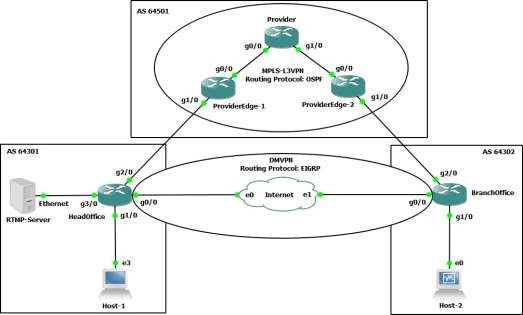 AS 64501
Provider
g0/0
g1/0
MPLS-L3VPN
Routing Protocol: OSPF
g0/0
g0/0
ProviderEdge-1
ProviderEdge-2
g1/0
g1/0
AS 64301
AS 64302
DMVPN
Routing Protocol: EIGRP
g2/0
g2/0
Ethernet
g3/0
e0
Internet
e1
BranchOffice
RTMP-Server
HeadOffice
g0/0
g0/0
g1/0
g1/0
e3
e0
Host-1
Host-2